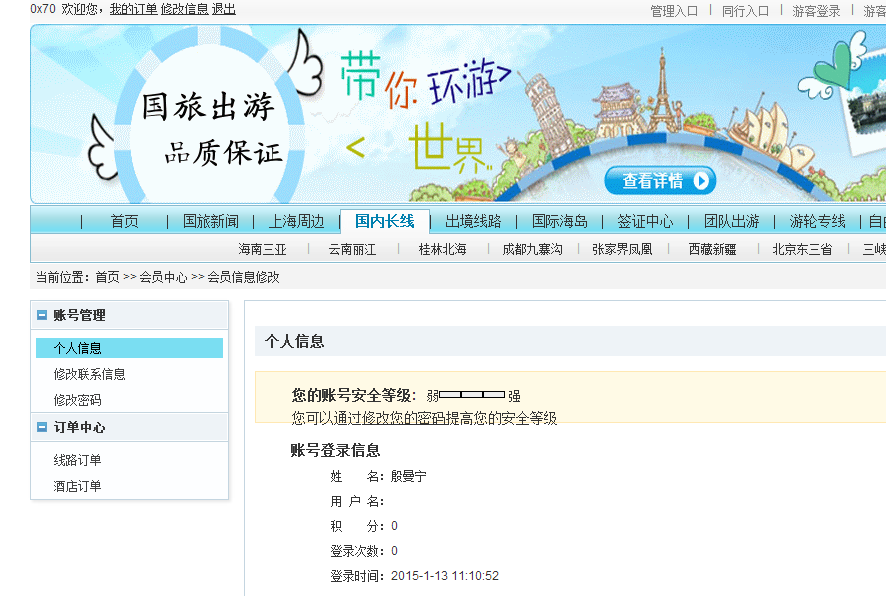 0x70 欢迎您，我的订单 修改信息 退出
管理入口 | 同行入口 | 游客登录 | 游客
国旅出游
品质保证
带你环游>
< 世界
查看详情
首页 | 国旅新闻 | 上海周边 | 国内长线 | 出境线路 | 国际海岛 | 签证中心 | 团队出游 | 游轮专线 | 自由
海南三亚 | 云南丽江 | 桂林北海 | 成都九寨沟 | 张家界凤凰 | 西藏新疆 | 北京东三省 | 三峡
当前位置：首页 >> 会员中心 >> 会员信息修改
账号管理
个人信息
修改联系信息
修改密码
订单中心
线路订单
酒店订单
个人信息
您的账号安全等级： 弱 强
您可以通过修改您的密码提高您的安全等级
账号登录信息
姓 名：殷曼宁
用 户 名：
积 分：0
登录次数：0
登录时间：2015-1-13 11:10:52